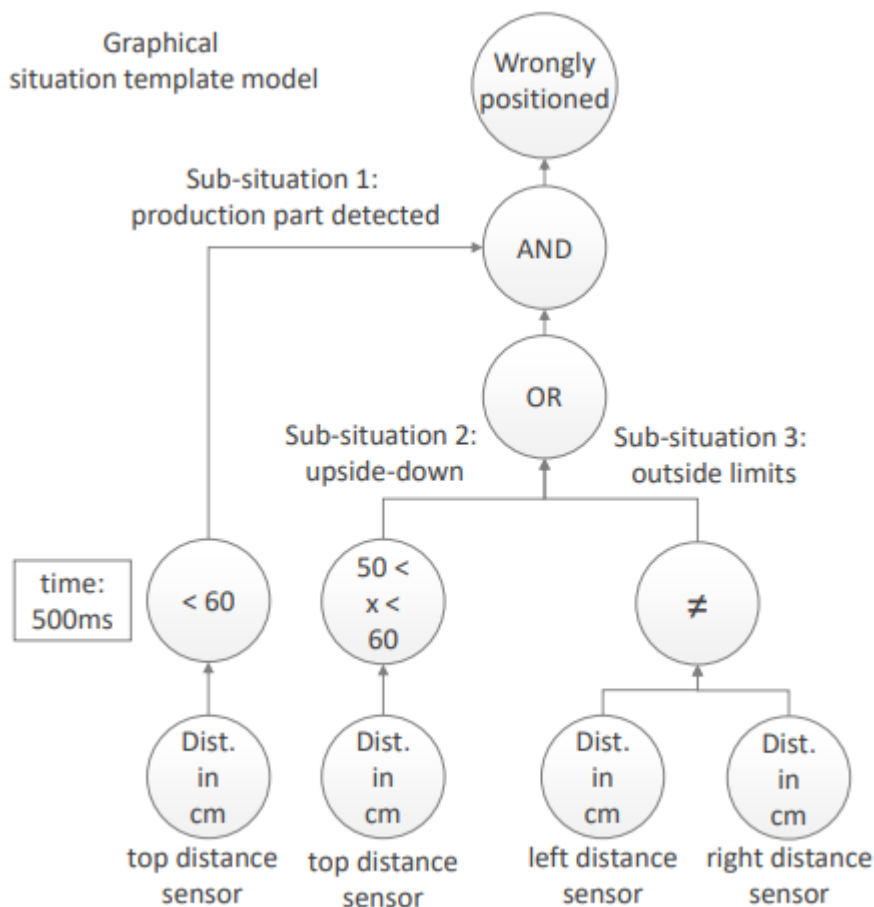 Graphical
situation template model
Wrongly
positioned
Sub-situation 1:
production part detected
AND
OR
Sub-situation 2:
upside-down
Sub-situation 3:
outside limits
time:
500ms
< 60
50 <
x <
60
≠
Dist.
in
cm
top distance
sensor
Dist.
in
cm
top distance
sensor
Dist.
in
cm
left distance
sensor
Dist.
in
cm
right distance
sensor